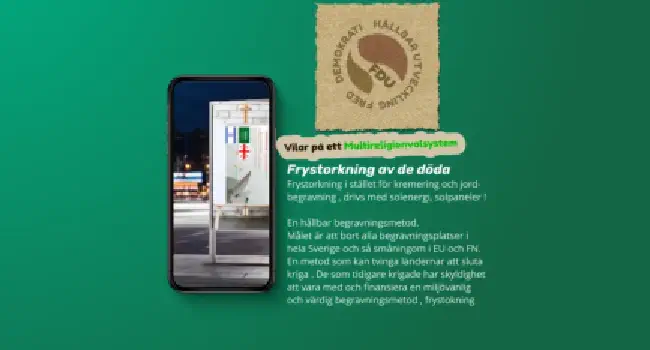 DEMOKRATI HÅLLBAR UTVECKLING FRED
FDU
H
Vilar på ett Multireligionvalsystem
Frystorkning av de döda
Frystorkning i stället för kremering och jord-
begravning , drivs med solenergi, solpaneler !
En hållbar begravningsmetod.
Målet är att bort alla begravningsplatser i
hela Sverige och så småningom i EU och FN.
En metod som kan tvinga ländernar att sluta
kriga . De som tidigare krigade har skyldighet
att vara med och finansiera en miljövanlig
och värdig begravningsmetod , frystokning